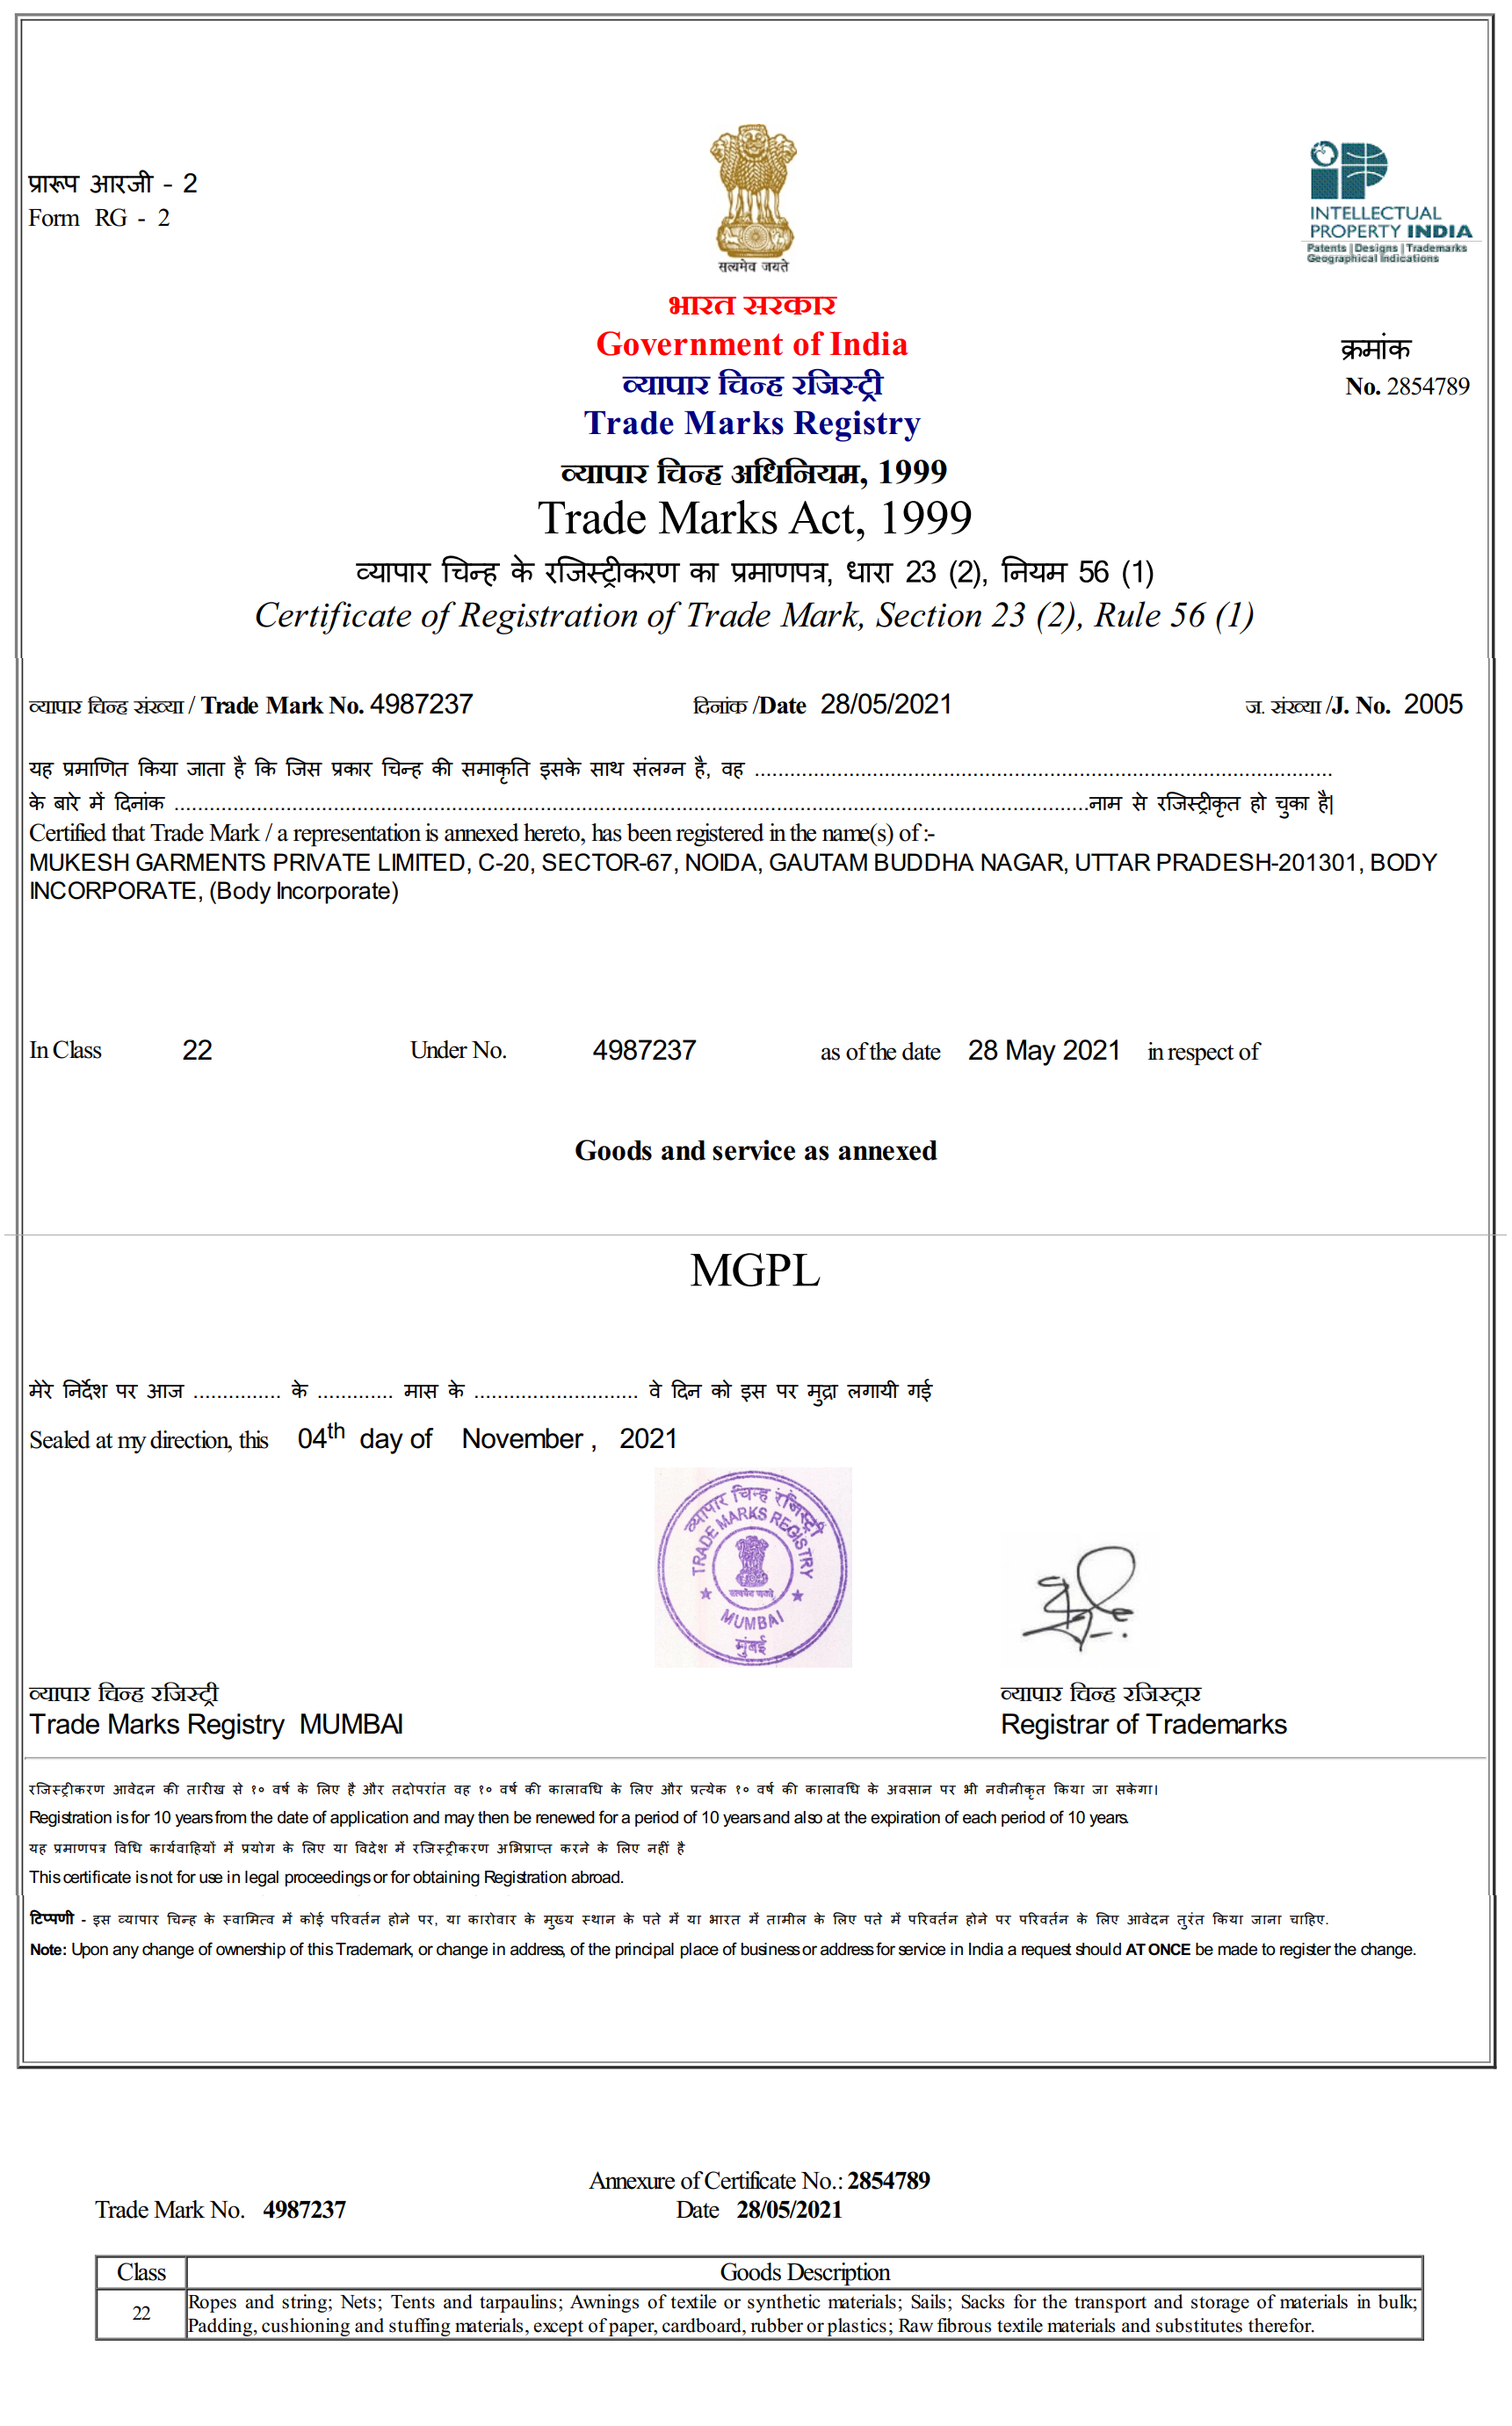 प्रारूप आरजी - 2
Form RG - 2
सत्यमेव जयते
INTELLECTUAL
PROPERTY INDIA
Patents | Designs | Trademarks
Geographical Indications
भारत सरकार
Government of India
व्यापार चिन्ह रजिस्ट्री
Trade Marks Registry
क्रमांक
No. 2854789
व्यापार चिन्ह अधिनियम, 1999
Trade Marks Act, 1999
व्यापार चिन्ह के रजिस्ट्रीकरण का प्रमाणपत्र, धारा 23 (2), नियम 56 (1)
Certificate of Registration of Trade Mark, Section 23 (2), Rule 56 (1)
व्यापार चिन्ह संख्या / Trade Mark No. 4987237 दिनांक /Date 28/05/2021 ज. संख्या /J. No. 2005
यह प्रमाणित किया जाता है कि जिस प्रकार चिन्ह की समाकृति इसके साथ संलग्न है, वह ....................................................................................................
के बारे में दिनांक ..............................................................................................................................................................नाम से रजिस्ट्रीकृत हो चुका है|
Certified that Trade Mark / a representation is annexed hereto, has been registered in the name(s) of :-
MUKESH GARMENTS PRIVATE LIMITED, C-20, SECTOR-67, NOIDA, GAUTAM BUDDHA NAGAR, UTTAR PRADESH-201301, BODY
INCORPORATE, (Body Incorporate)
In Class 22 Under No. 4987237 as of the date 28 May 2021 in respect of
Goods and service as annexed
MGPL
मेरे निर्देश पर आज ............... के ............. मास के ............................ वे दिन को इस पर मुद्रा लगायी गई
Sealed at my direction, this 04th day of November , 2021
व्यापार चिन्ह रजिस्ट्री
TRADE MARKS REGISTRY
सत्यमेव जयते
MUMBAI
मुंबई
व्यापार चिन्ह रजिस्ट्री
Trade Marks Registry MUMBAI
व्यापार चिन्ह रजिस्ट्रार
Registrar of Trademarks
रजिस्ट्रीकरण आवेदन की तारीख से १० वर्ष के लिए है और तदोपरांत वह १० वर्ष की कालावधि के लिए और प्रत्येक १० वर्ष की कालावधि के अवसान पर भी नवीनीकृत किया जा सकेगा।
Registration is for 10 years from the date of application and may then be renewed for a period of 10 years and also at the expiration of each period of 10 years.
यह प्रमाणपत्र विधि कार्यवाहियों में प्रयोग के लिए या विदेश में रजिस्ट्रीकरण अभिप्राप्त करने के लिए नहीं है
This certificate is not for use in legal proceedings or for obtaining Registration abroad.
टिप्पणी - इस व्यापार चिन्ह के स्वामित्व में कोई परिवर्तन होने पर, या कारोवार के मुख्य स्थान के पते में या भारत में तामील के लिए पते में परिवर्तन होने पर परिवर्तन के लिए आवेदन तुरंत किया जाना चाहिए.
Note: Upon any change of ownership of this Trademark, or change in address, of the principal place of business or address for service in India a request should AT ONCE be made to register the change.
Annexure of Certificate No.: 2854789
Trade Mark No. 4987237 Date 28/05/2021
Class Goods Description
22 Ropes and string; Nets; Tents and tarpaulins; Awnings of textile or synthetic materials; Sails; Sacks for the transport and storage of materials in bulk;
Padding, cushioning and stuffing materials, except of paper, cardboard, rubber or plastics; Raw fibrous textile materials and substitutes therefor.